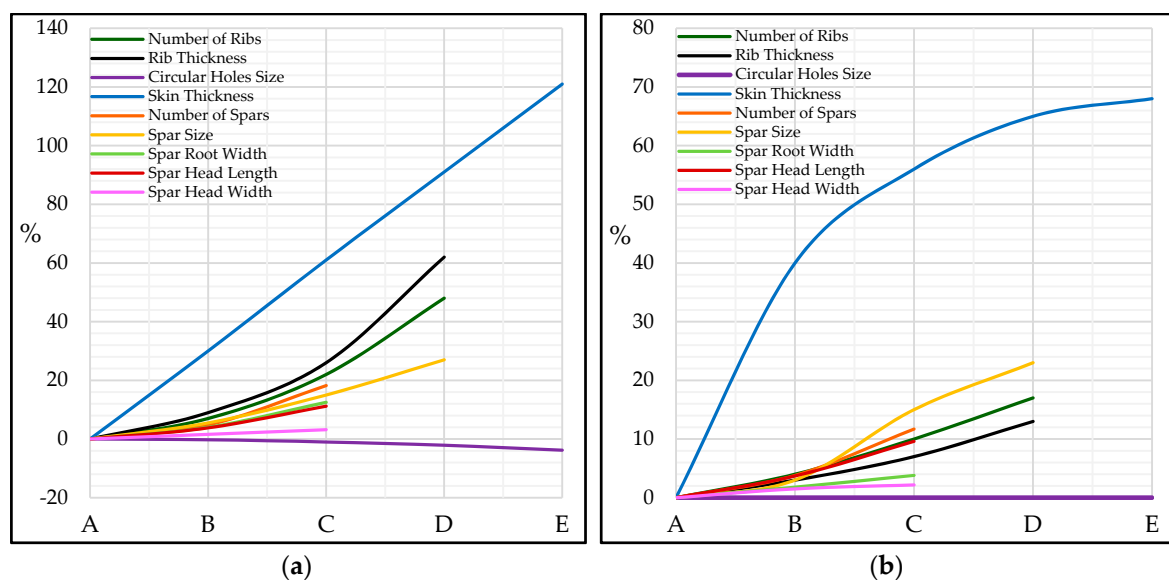 140
120
100
80
60
40
20
0
-20
%
Number of Ribs
Rib Thickness
Circular Holes Size
Skin Thickness
Number of Spars
Spar Size
Spar Root Width
Spar Head Length
Spar Head Width
A B C D E
(a)
80
70
60
50
40
30
20
10
0
%
Number of Ribs
Rib Thickness
Circular Holes Size
Skin Thickness
Number of Spars
Spar Size
Spar Root Width
Spar Head Length
Spar Head Width
A B C D E
(b)